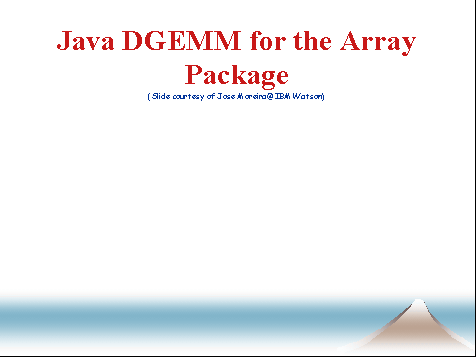 Java DGEMM for the Array
Package
( Slide courtesy of Jose Moreira@IBM Watson)